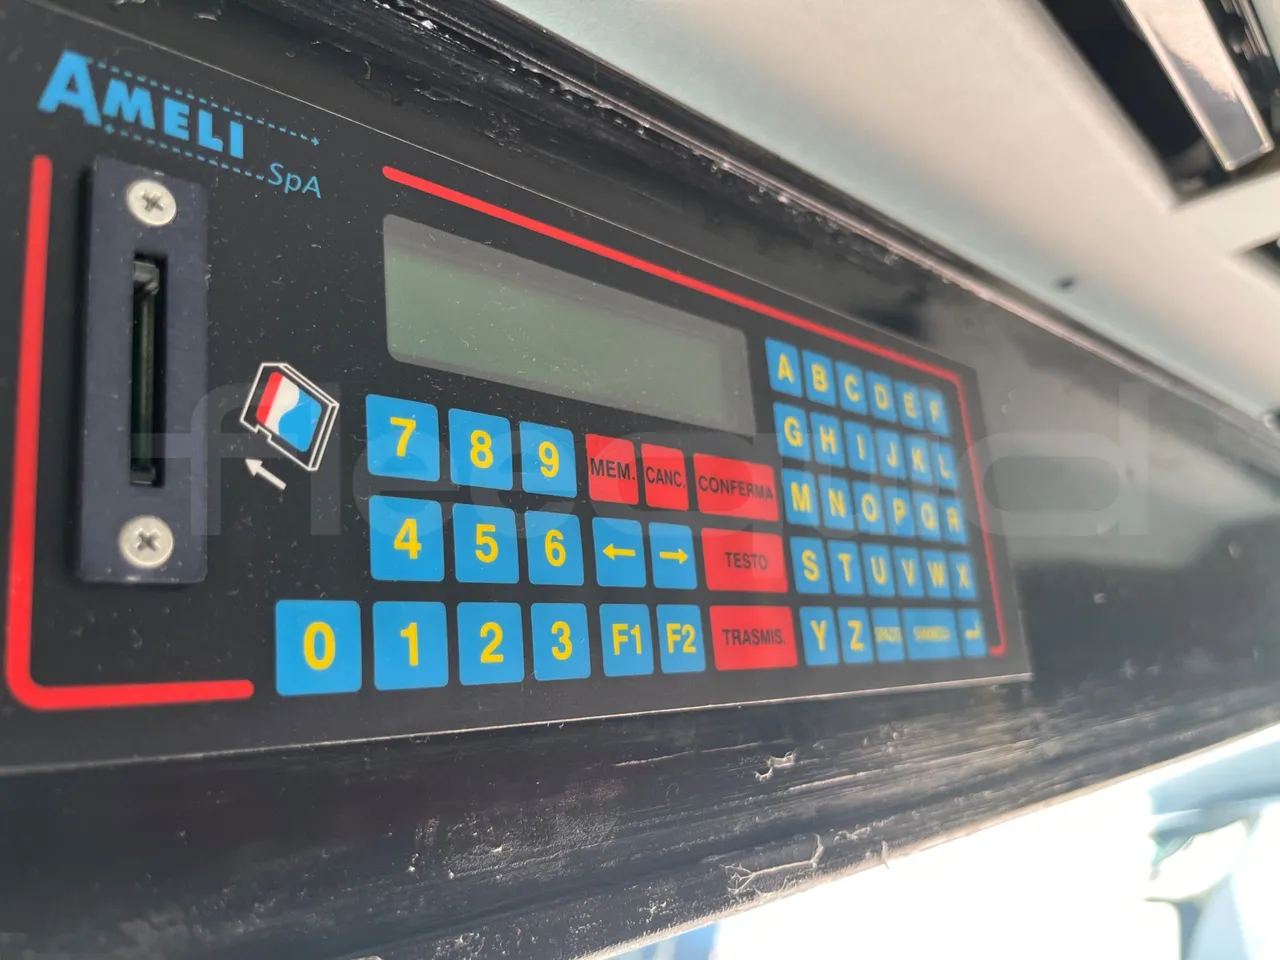 AMELI
SpA
A B C D E F
7 8 9 MEM. CANC. CONFERMA G H I J K L
4 5 6 ← → TESTO M N O P Q R
S T U V W X
0 1 2 3 F1 F2 TRASMIS. Y Z SPAZIO